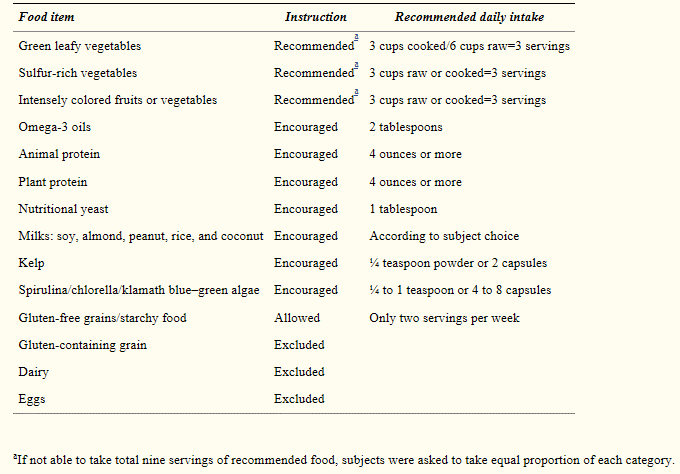 Food item Instruction Recommended daily intake
Green leafy vegetables Recommendedª 3 cups cooked/6 cups raw=3 servings
Sulfur-rich vegetables Recommendedª 3 cups raw or cooked=3 servings
Intensely colored fruits or vegetables Recommendedª 3 cups raw or cooked=3 servings
Omega-3 oils Encouraged 2 tablespoons
Animal protein Encouraged 4 ounces or more
Plant protein Encouraged 4 ounces or more
Nutritional yeast Encouraged 1 tablespoon
Milks: soy, almond, peanut, rice, and coconut Encouraged According to subject choice
Kelp Encouraged ¼ teaspoon powder or 2 capsules
Spirulina/chlorella/klamath blue–green algae Encouraged ¼ to 1 teaspoon or 4 to 8 capsules
Gluten-free grains/starchy food Allowed Only two servings per week
Gluten-containing grain Excluded
Dairy Excluded
Eggs Excluded
ªIf not able to take total nine servings of recommended food, subjects were asked to take equal proportion of each category.